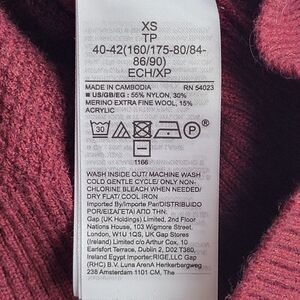 XS
TP
40-42(160/175-80/84-
86/90)
ECH/XP
MADE IN CAMBODIA RN 54023
■ US/GB/EG : 55% NYLON, 30%
MERINO EXTRA FINE WOOL, 15%
ACRYLIC
30 P
1166
WASH INSIDE OUT/ MACHINE WASH
COLD GENTLE CYCLE/ ONLY NON-
CHLORINE BLEACH WHEN NEEDED/
DRY FLAT/ COOL IRON
Imported By/Importe Par/DISTRIBUIDO
POR/ΕΙΣΑΓΕΤΑΙ ΑΠΟ ΤΗΝ:
Gap (UK Holdings) Limited, 2nd Floor
Nations House, 103 Wigmore Street,
London, W1U 1QS, UK Gap Stores
(Ireland) Limited c/o Arthur Cox, 10
Earlsfort Terrace, Dublin 2, D02 T380,
Ireland Egypt Importer:RIGE,LLC Gap
(RHC) B.V. Luna ArenA Herikerbergweg
238 Amsterdam 1101 CM, The